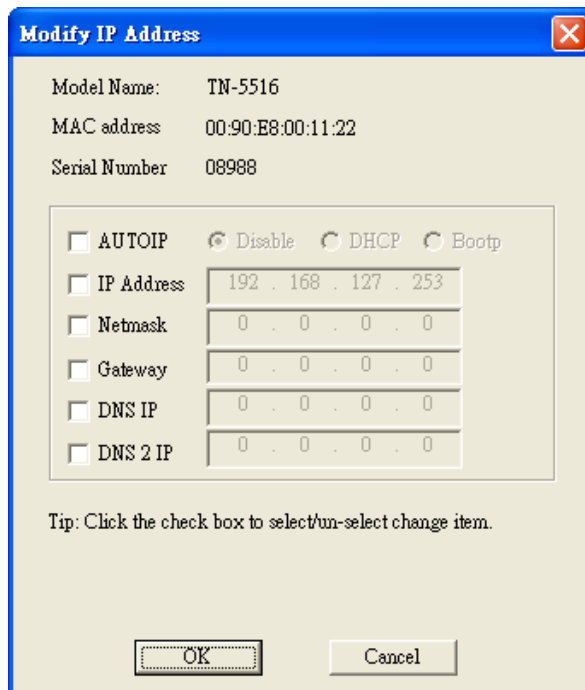 Modify IP Address
Model Name: TN-5516
MAC address 00:90:E8:00:11:22
Serial Number 08988
AUTOIP Disable DHCP Bootp
IP Address 192 . 168 . 127 . 253
Netmask 0 . 0 . 0 . 0
Gateway 0 . 0 . 0 . 0
DNS IP 0 . 0 . 0 . 0
DNS 2 IP 0 . 0 . 0 . 0
Tip: Click the check box to select/un-select change item.
OK Cancel